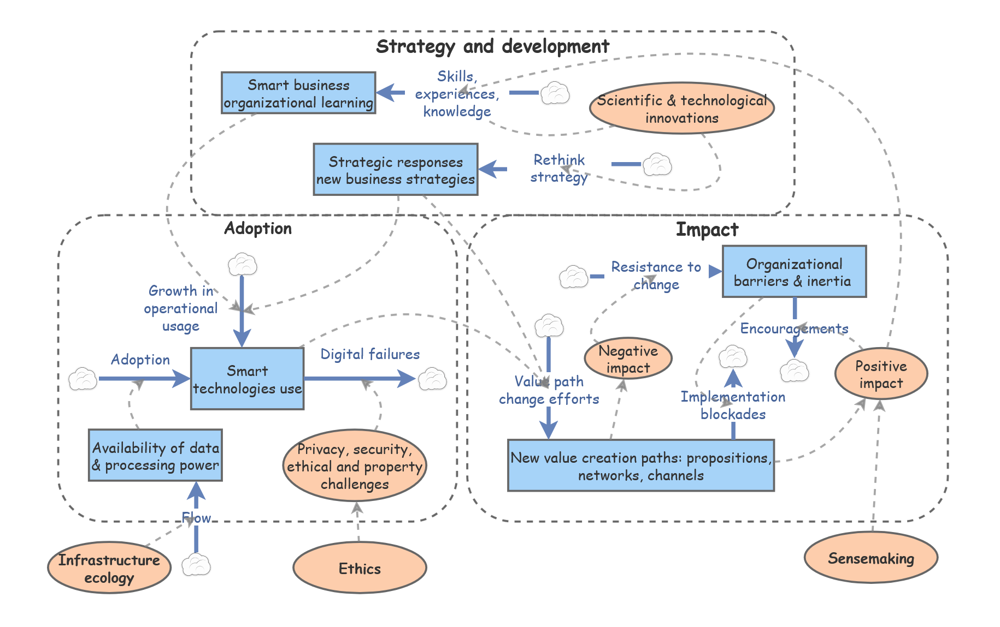 Strategy and development
Smart business
organizational learning
Skills,
experiences,
knowledge
Scientific & technological
innovations
Strategic responses
new business strategies
Rethink
strategy
Adoption
Growth in
operational
usage
Adoption
Smart
technologies use
Digital failures
Availability of data
& processing power
Privacy, security,
ethical and property
challenges
Flow
Infrastructure
ecology
Ethics
Impact
Resistance to
change
Organizational
barriers & inertia
Encouragements
Negative
impact
Positive
impact
Value path
change efforts
Implementation
blockades
New value creation paths: propositions,
networks, channels
Sensemaking